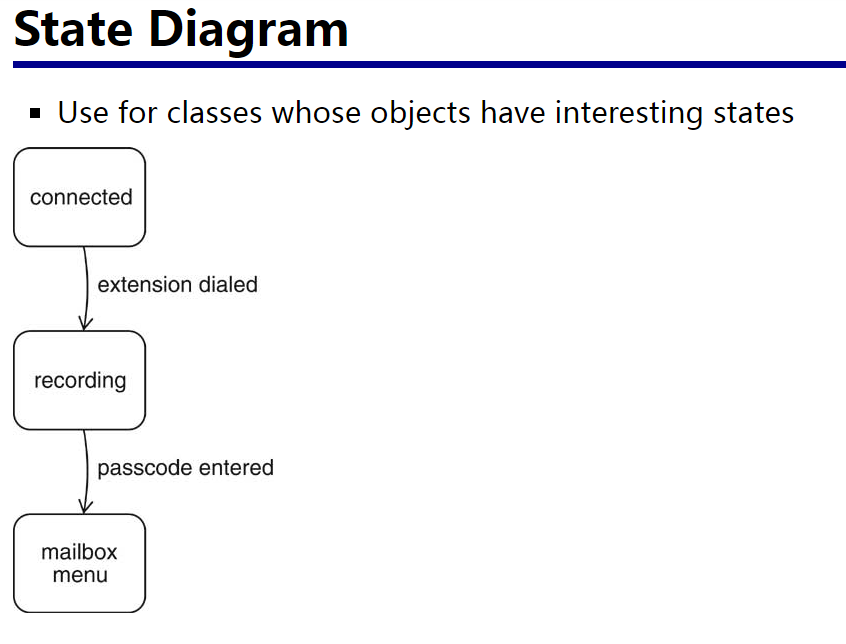 State Diagram
Use for classes whose objects have interesting states
connected
extension dialed
recording
passcode entered
mailbox
menu